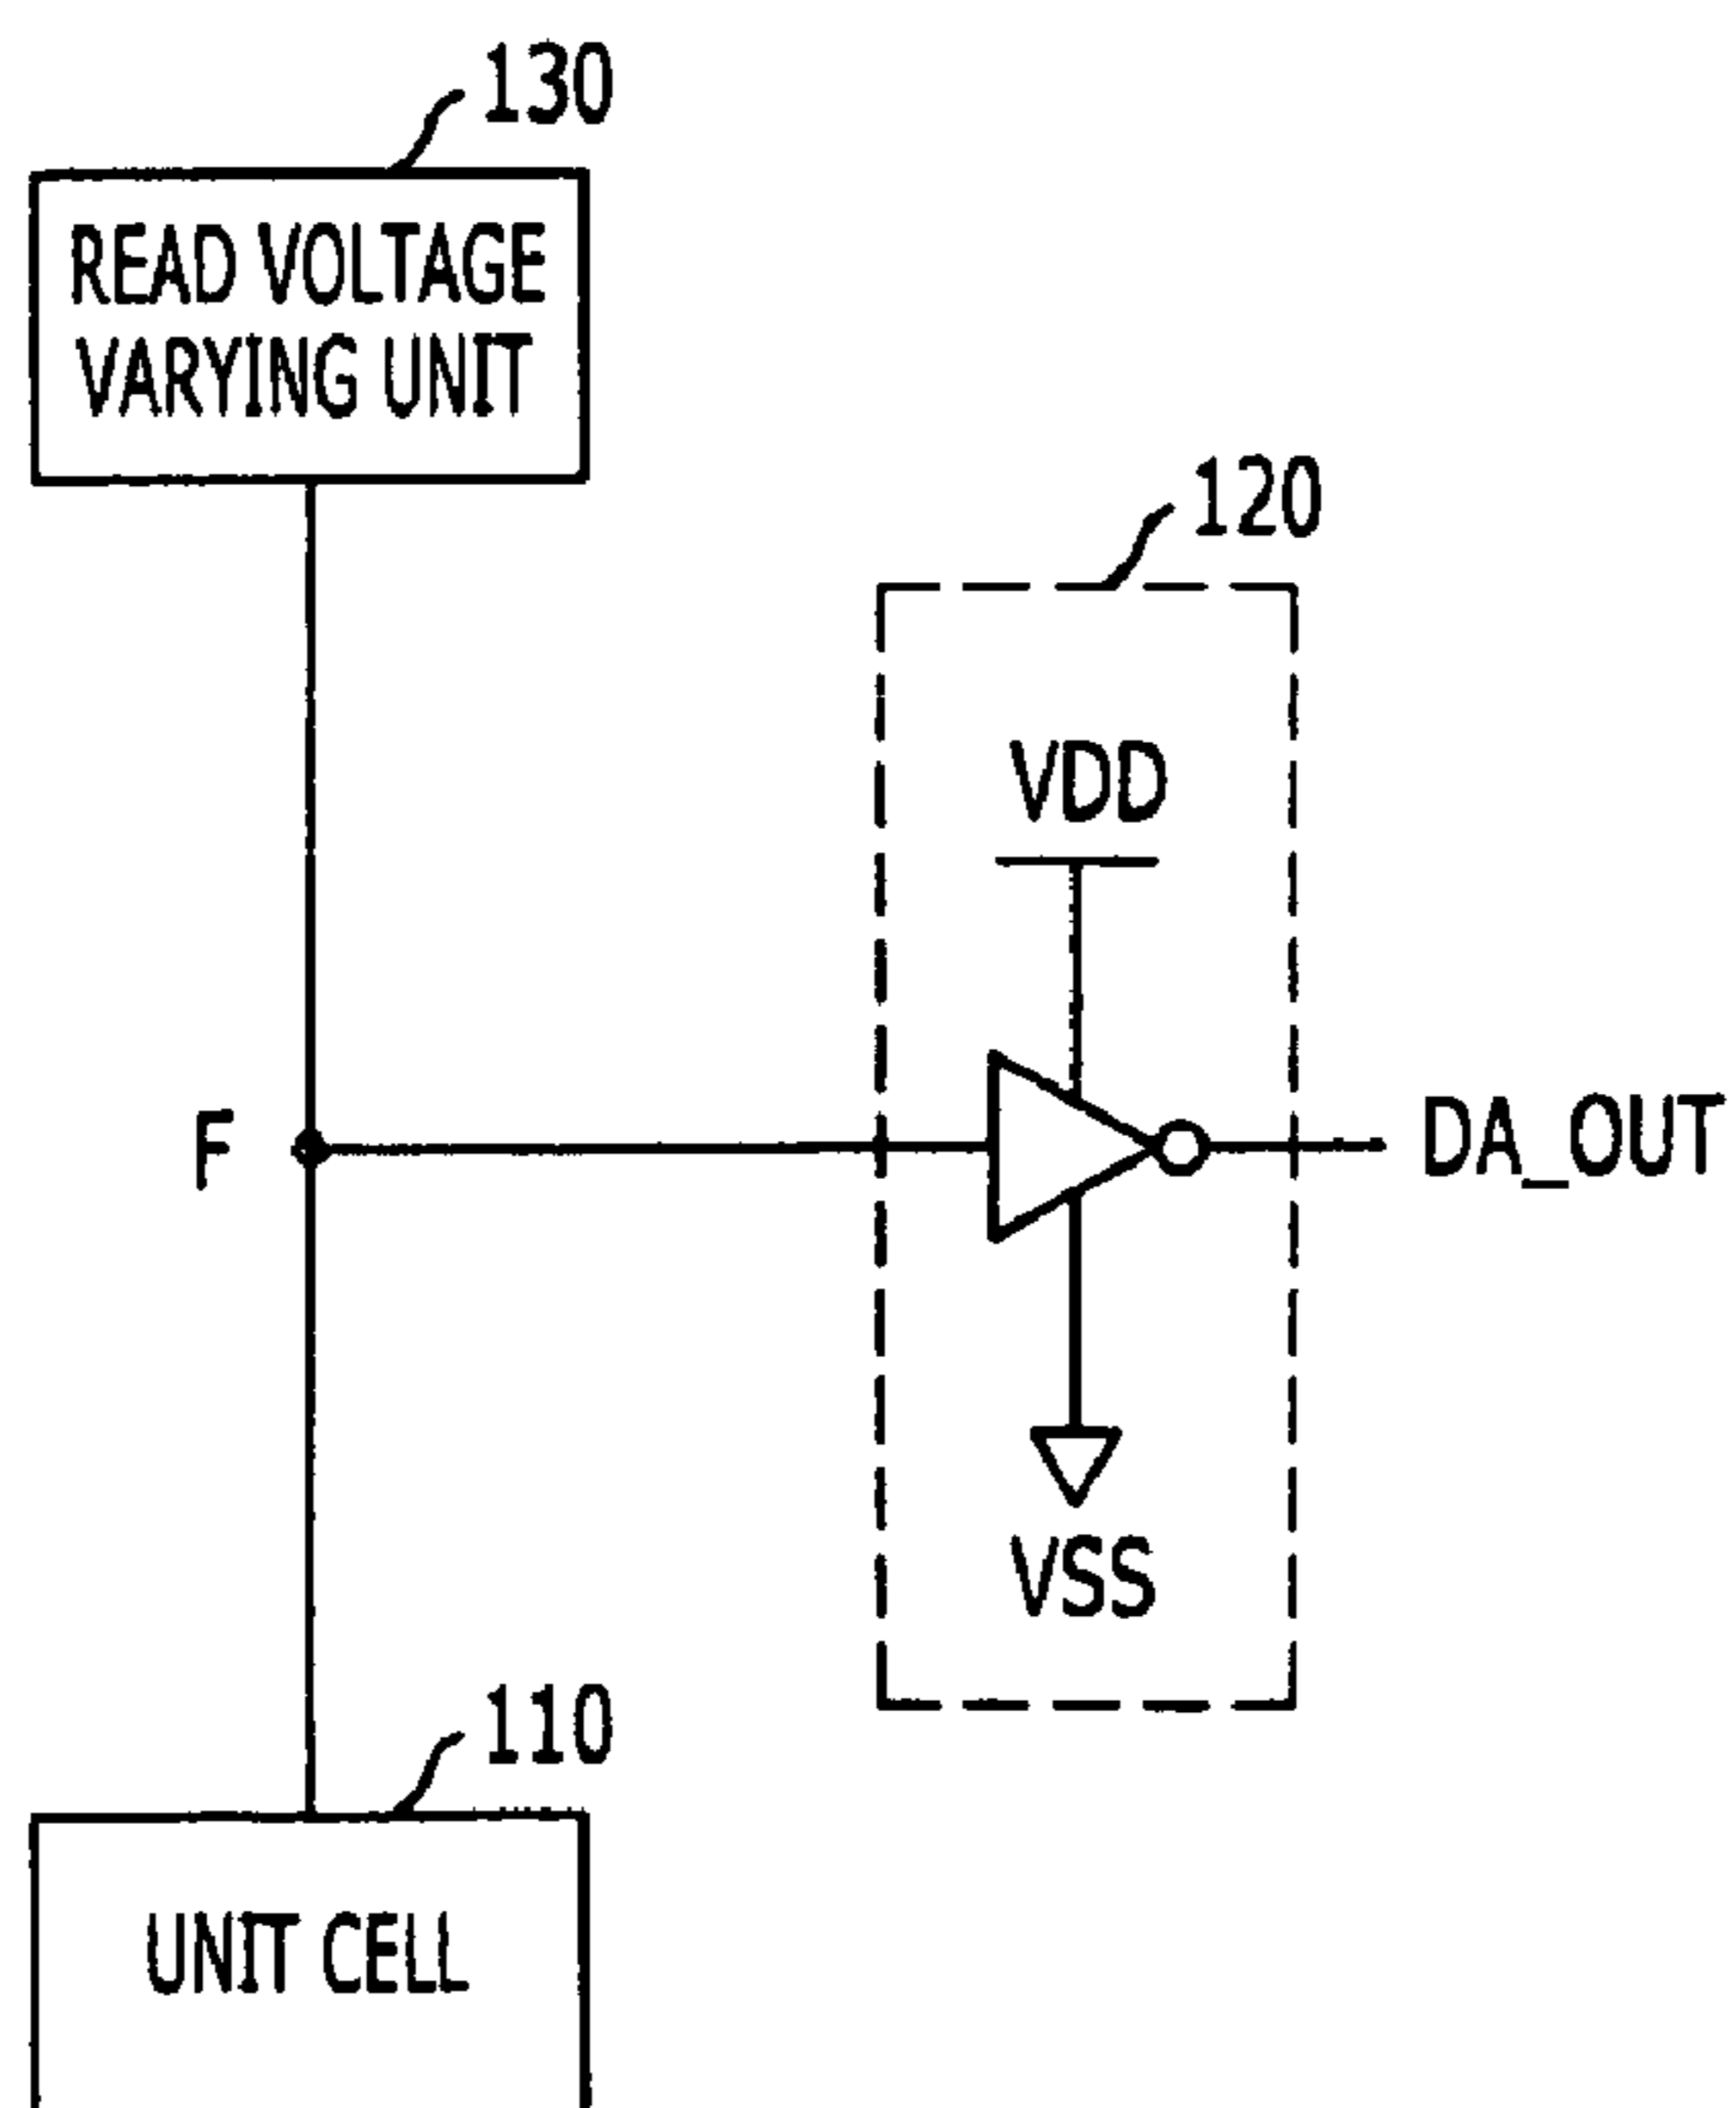 130
READ VOLTAGE
VARYING UNIT
120
VDD
F
DA_OUT
VSS
110
UNIT CELL